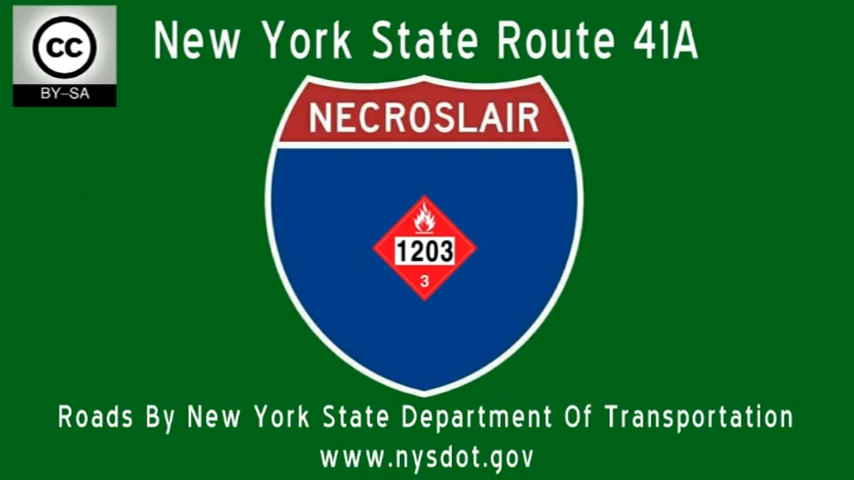 cc
BY–SA
New York State Route 41A
NECROSLAIR
1203
3
Roads By New York State Department Of Transportation
www.nysdot.gov